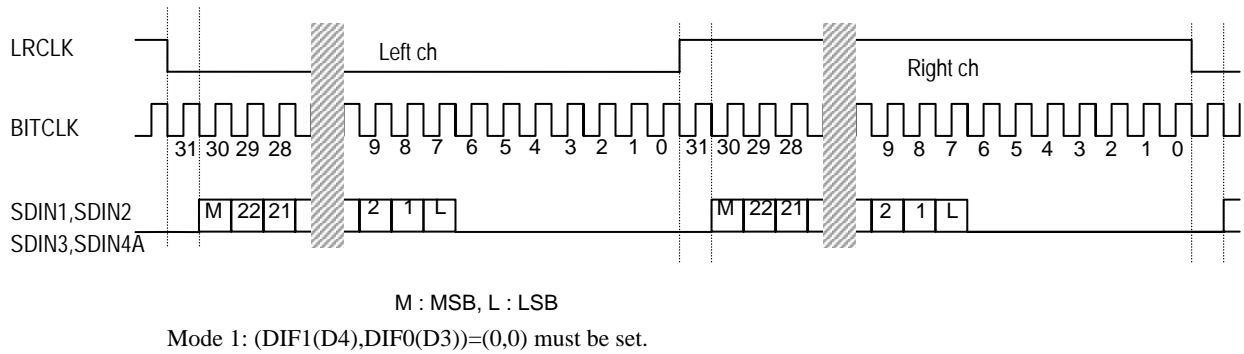 LRCLK Left ch Right ch
BITCLK
31 30 29 28 9 8 7 6 5 4 3 2 1 0 31 30 29 28 9 8 7 6 5 4 3 2 1 0
SDIN1,SDIN2 M 22 21 2 1 L M 22 21 2 1 L
SDIN3,SDIN4A
M : MSB, L : LSB
Mode 1: (DIF1(D4),DIF0(D3))=(0,0) must be set.